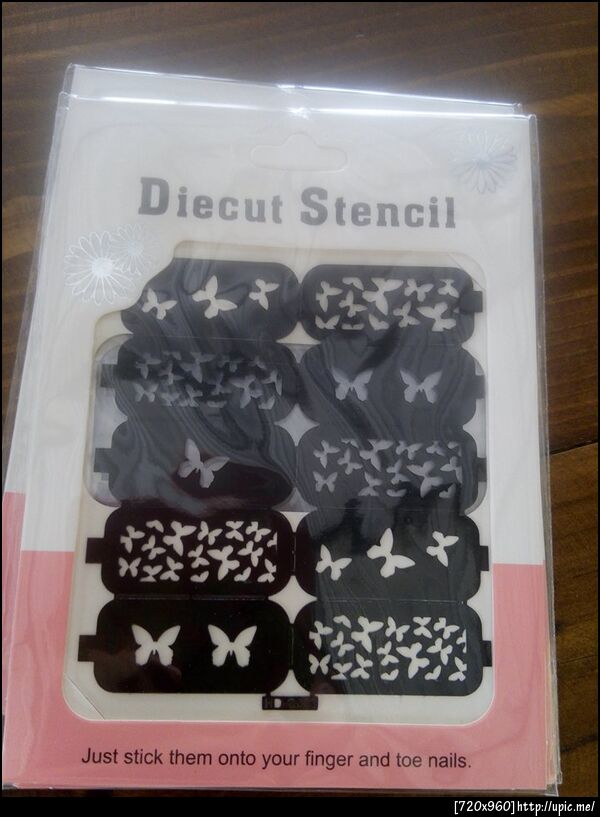 Diecut Stencil
Just stick them onto your finger and toe nails.
[720x960] http://upic.me/